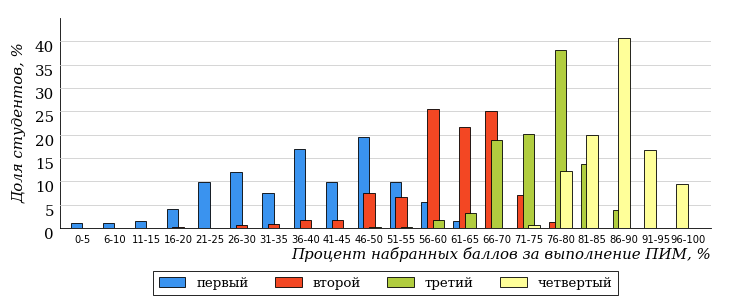 Доля студентов, %
40
35
30
25
20
15
10
5
0
0-5 6-10 11-15 16-20 21-25 26-30 31-35 36-40 41-45 46-50 51-55 56-60 61-65 66-70 71-75 76-80 81-85 86-90 91-95 96-100
Процент набранных баллов за выполнение ПИМ, %
первый второй третий четвертый